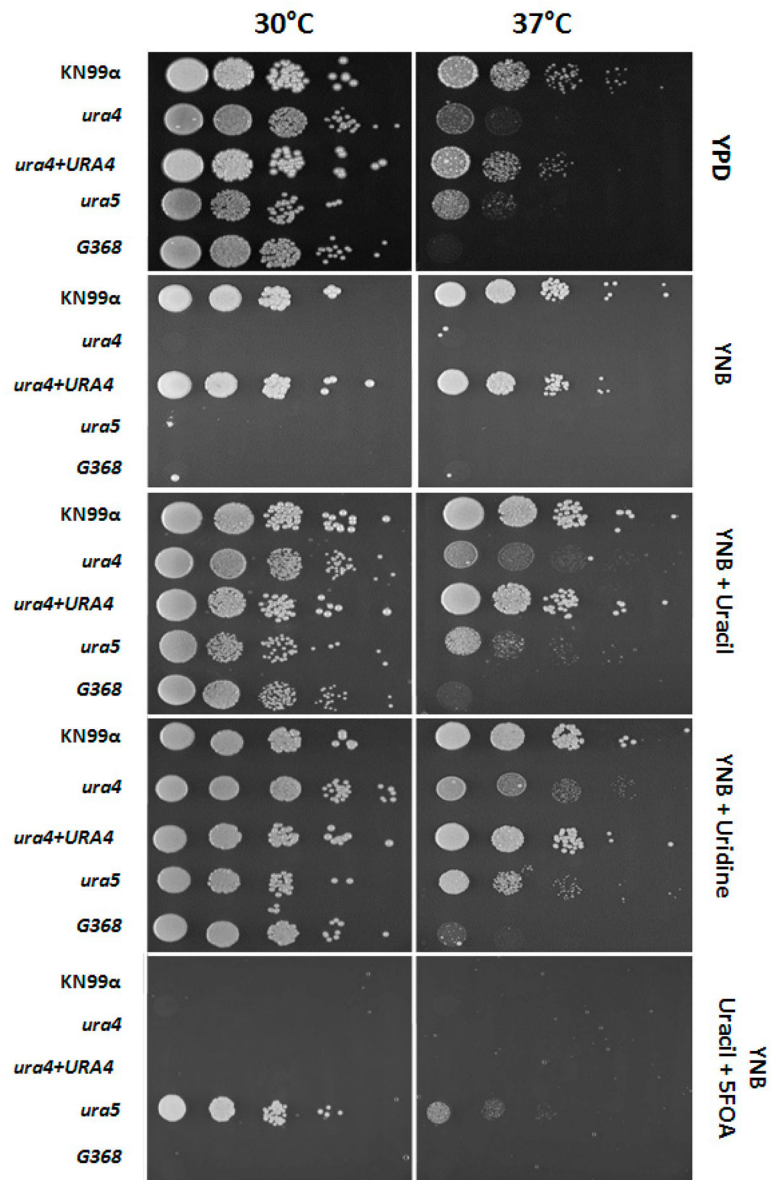 30°C 37°C
KN99α
ura4
ura4+URA4
ura5
G368
YPD
KN99α
ura4
ura4+URA4
ura5
G368
YNB
KN99α
ura4
ura4+URA4
ura5
G368
YNB + Uracil
KN99α
ura4
ura4+URA4
ura5
G368
YNB + Uridine
KN99α
ura4
ura4+URA4
ura5
G368
YNB
Uracil + 5FOA